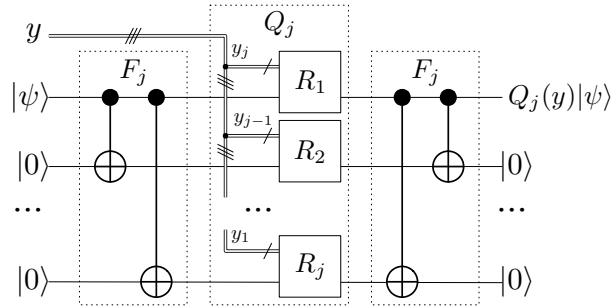 Q_j
y
F_j y_j R_1 F_j
|ψ⟩ Q_j(y)|ψ⟩
y_{j−1} R_2
|0⟩ |0⟩
... ... ...
y_1 R_j
|0⟩ |0⟩